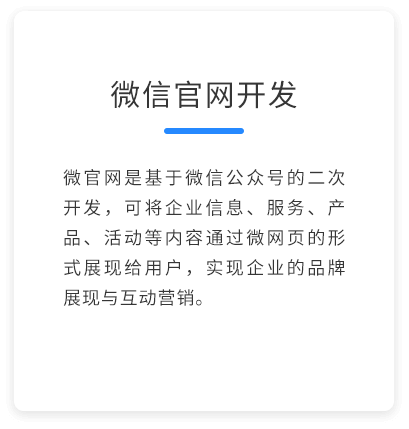 微信官网开发
微官网是基于微信公众号的二次
开发，可将企业信息、服务、产
品、活动等内容通过微网页的形
式展现给用户，实现企业的品牌
展现与互动营销。